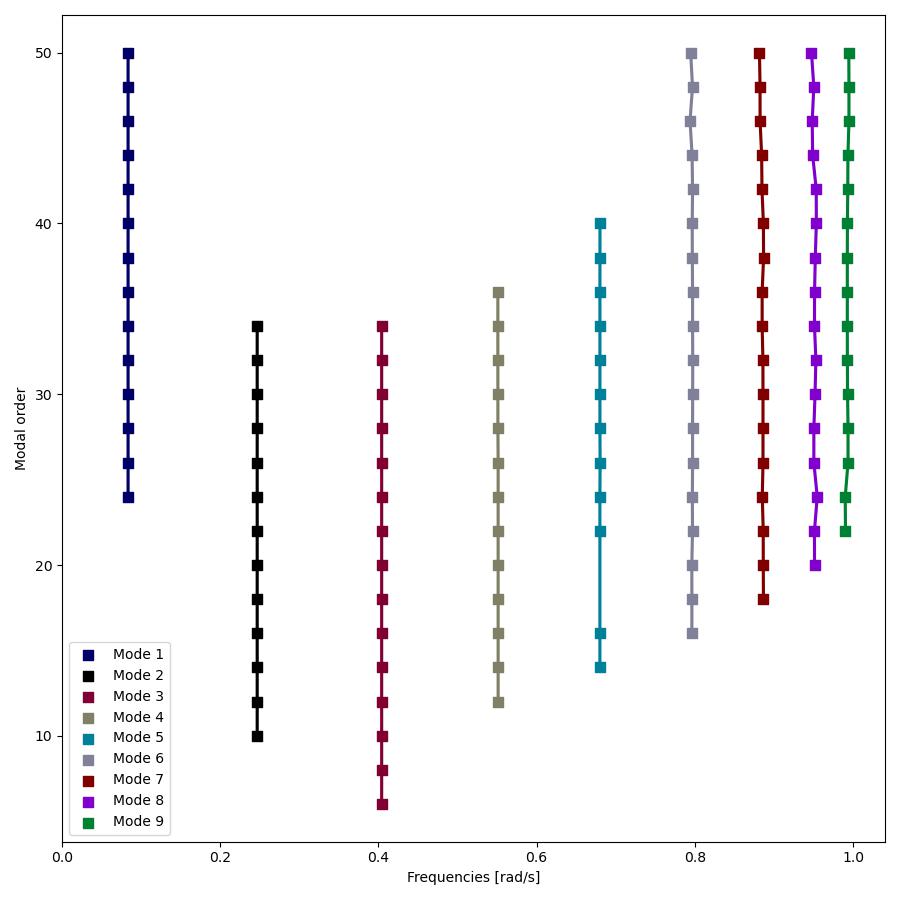 50
40
30
20
10
Modal order
Mode 1
Mode 2
Mode 3
Mode 4
Mode 5
Mode 6
Mode 7
Mode 8
Mode 9
0.0 0.2 0.4 0.6 0.8 1.0
Frequencies [rad/s]